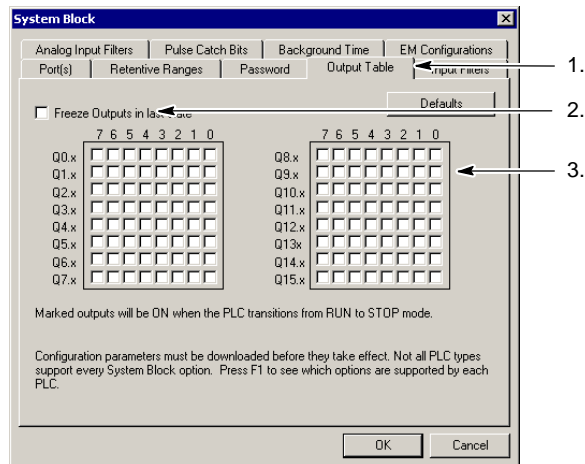 System Block
Analog Input Filters Pulse Catch Bits Background Time EM Configurations
Port(s) Retentive Ranges Password Output Table Input Filters
1.
Defaults
Freeze Outputs in last state
2.
7 6 5 4 3 2 1 0 7 6 5 4 3 2 1 0
Q0.x Q8.x
3.
Q1.x Q9.x
Q2.x Q10.x
Q3.x Q11.x
Q4.x Q12.x
Q5.x Q13x
Q6.x Q14.x
Q7.x Q15.x
Marked outputs will be ON when the PLC transitions from RUN to STOP mode.
Configuration parameters must be downloaded before they take effect. Not all PLC types
support every System Block option. Press F1 to see which options are supported by each
PLC.
OK Cancel